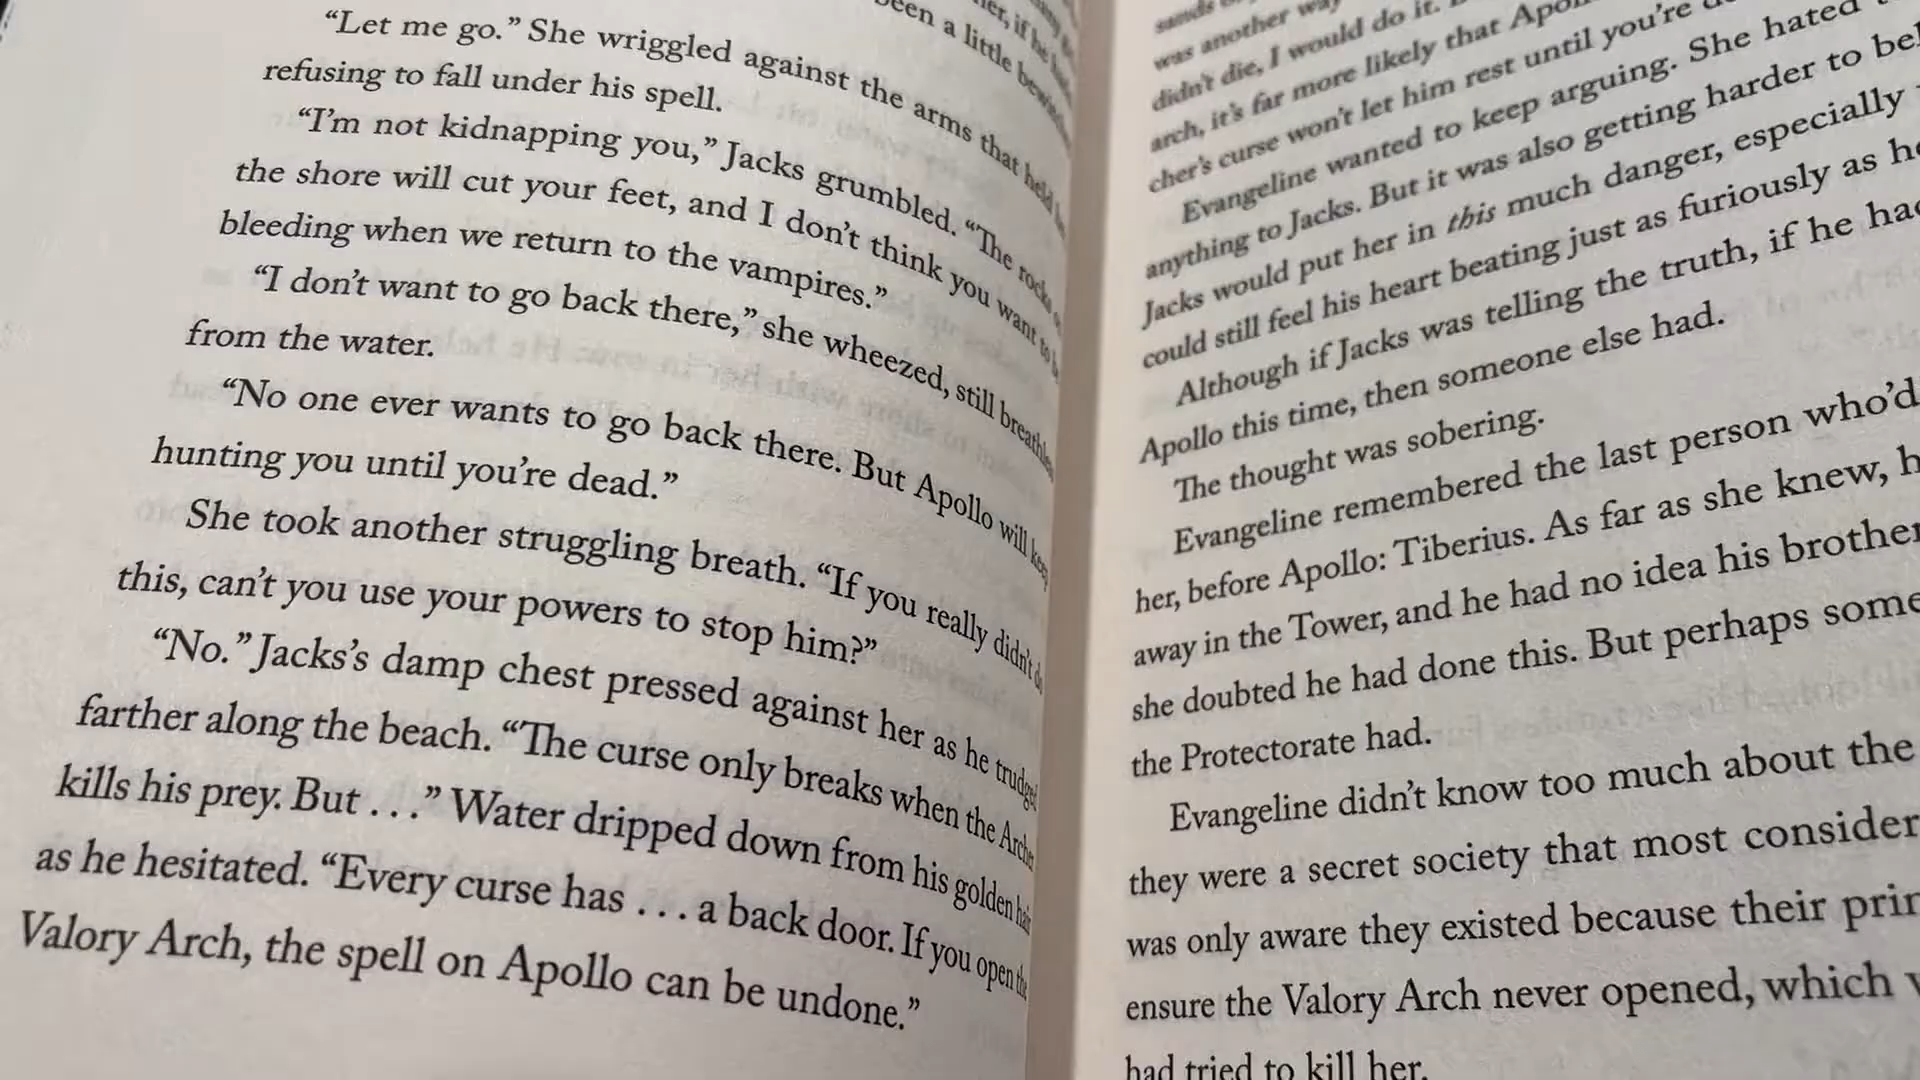 been a little
“Let me go.” She wriggled against the arms that held
refusing to fall under his spell.
“I’m not kidnapping you,” Jacks grumbled. “The rocks
the shore will cut your feet, and I don’t think you want to be
bleeding when we return to the vampires.”
“I don’t want to go back there,” she wheezed, still breathless
from the water.
“No one ever wants to go back there. But Apollo will keep
hunting you until you’re dead.”
She took another struggling breath. “If you really didn’t do
this, can’t you use your powers to stop him?”
“No.” Jacks’s damp chest pressed against her as he trudged
farther along the beach. “The curse only breaks when the Archer
kills his prey. But . . .” Water dripped down from his golden hair
as he hesitated. “Every curse has . . . a back door. If you open the
Valory Arch, the spell on Apollo can be undone.”
was another way
didn’t die, I would do it.
arch, it’s far more likely that
cher’s curse won’t let him rest until you’re
Evangeline wanted to keep arguing. She hated
anything to Jacks. But it was also getting harder to
Jacks would put her in this much danger, especially
could still feel his heart beating just as furiously as
Although if Jacks was telling the truth, if he
Apollo this time, then someone else had.
The thought was sobering.
Evangeline remembered the last person who’d
her, before Apollo: Tiberius. As far as she knew,
away in the Tower, and he had no idea his brother
she doubted he had done this. But perhaps
the Protectorate had.
Evangeline didn’t know too much about the
they were a secret society that most
was only aware they existed because their
ensure the Valory Arch never opened, which
had tried to kill her.